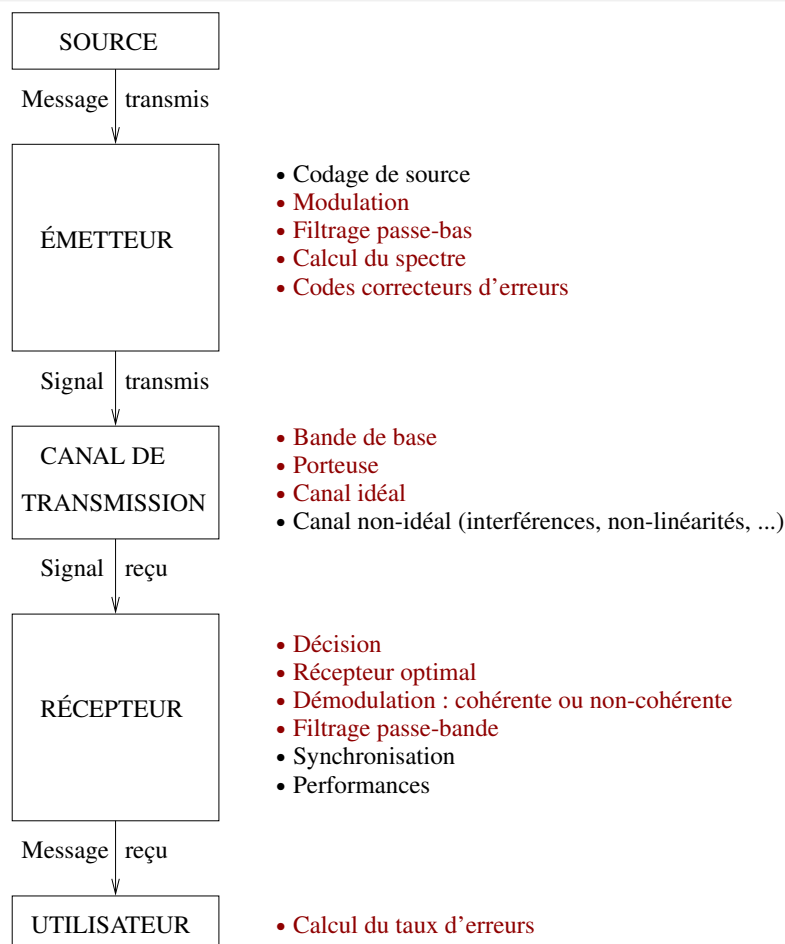 SOURCE
Message transmis
ÉMETTEUR
• Codage de source
• Modulation
• Filtrage passe-bas
• Calcul du spectre
• Codes correcteurs d'erreurs
Signal transmis
CANAL DE
TRANSMISSION
• Bande de base
• Porteuse
• Canal idéal
• Canal non-idéal (interférences, non-linéarités, ...)
Signal reçu
RÉCEPTEUR
• Décision
• Récepteur optimal
• Démodulation : cohérente ou non-cohérente
• Filtrage passe-bande
• Synchronisation
• Performances
Message reçu
UTILISATEUR
• Calcul du taux d'erreurs